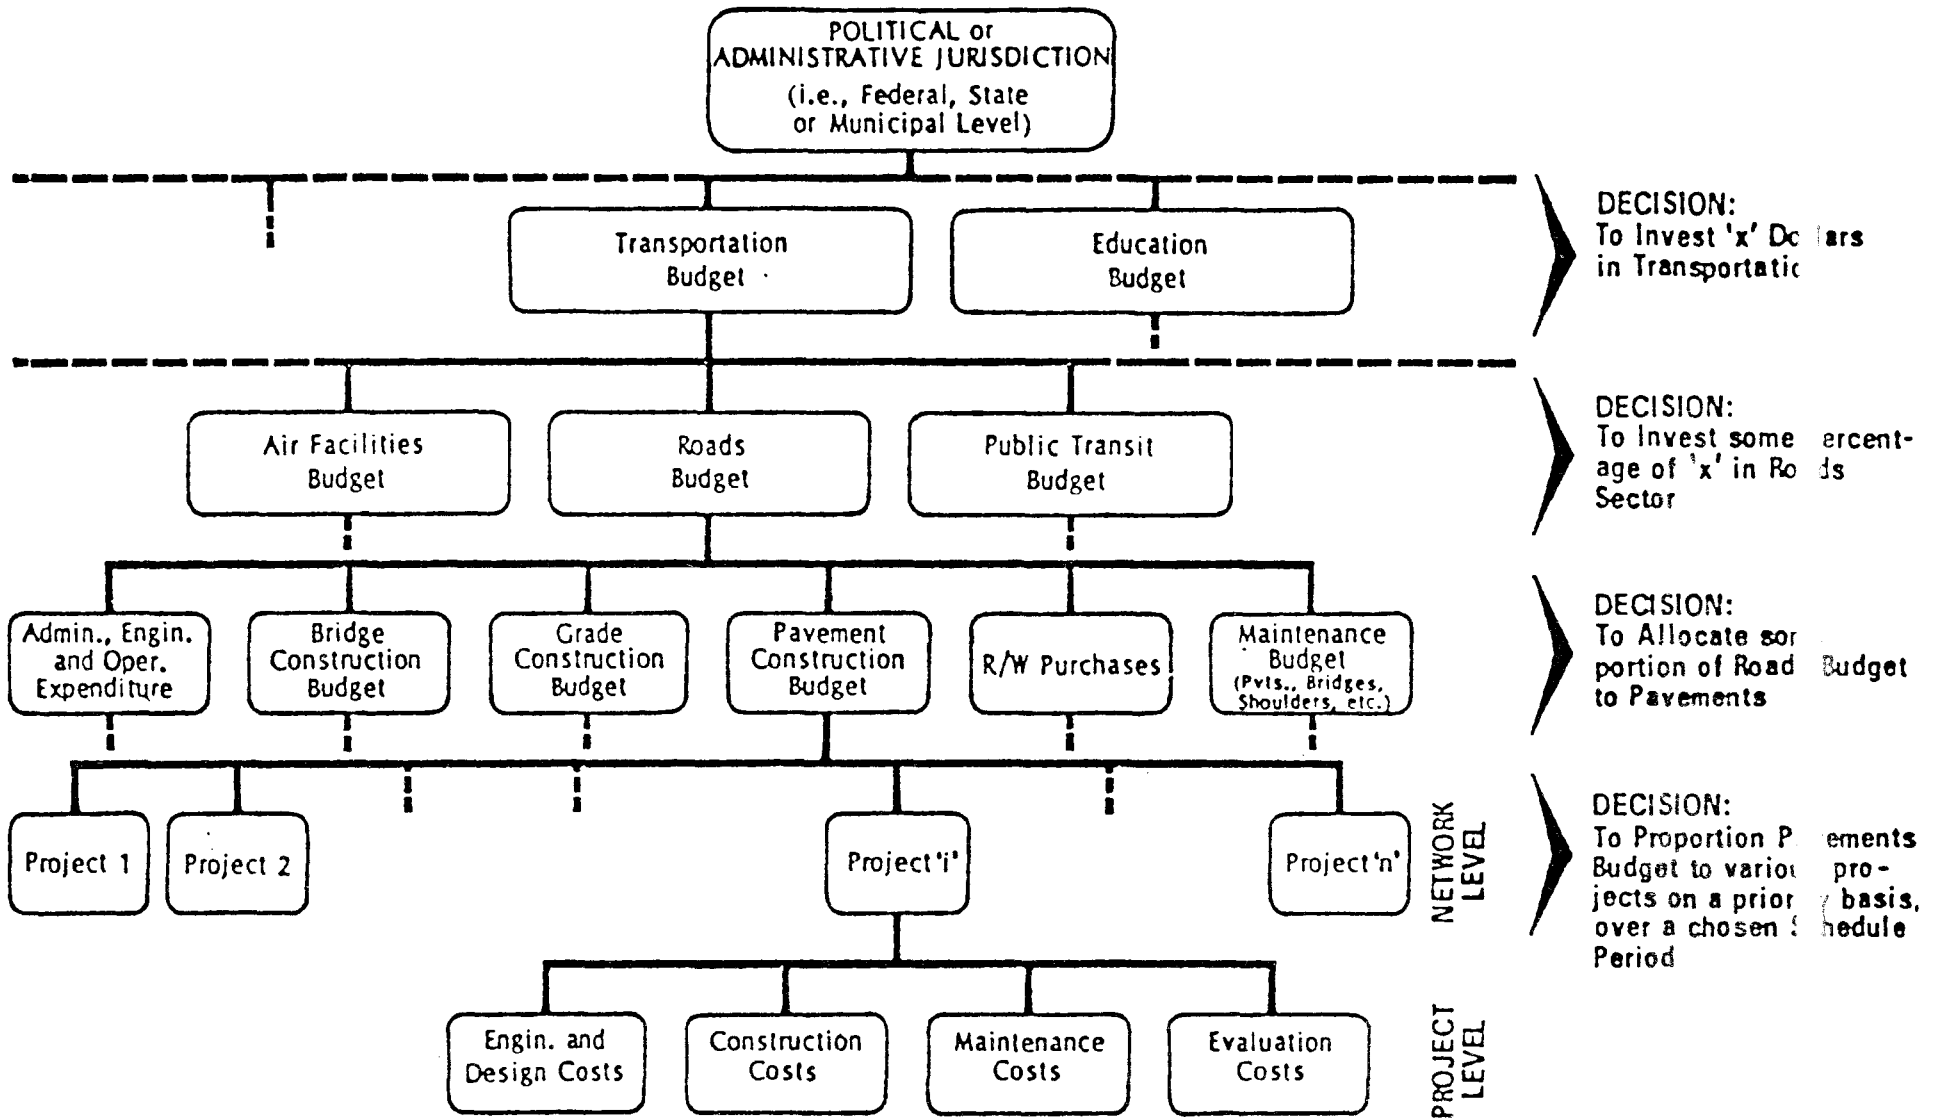 POLITICAL or
ADMINISTRATIVE JURISDICTION
(i.e., Federal, State
or Municipal Level)
DECISION:
To Invest 'x'
in
Transportation
Budget
Education
Budget
DECISION:
To Invest some
age of 'x' in
Sector
Air Facilities
Budget
Roads
Budget
Public Transit
Budget
DECISION:
To Allocate
portion of Road Budget
to Pavements
Admin., Engin.
and Oper.
Expenditure
Bridge
Construction
Budget
Grade
Construction
Budget
Pavement
Construction
Budget
R/W Purchases
Maintenance
Budget
(Pvts., Bridges,
Shoulders, etc.)
Project 1
Project 2
Project 'i'
Project 'n'
NETWORK
LEVEL
DECISION:
To Proportion
Budget to pro-
jects on a basis,
over a chosen
Period
Engin. and
Design Costs
Construction
Costs
Maintenance
Costs
Evaluation
Costs
PROJECT
LEVEL